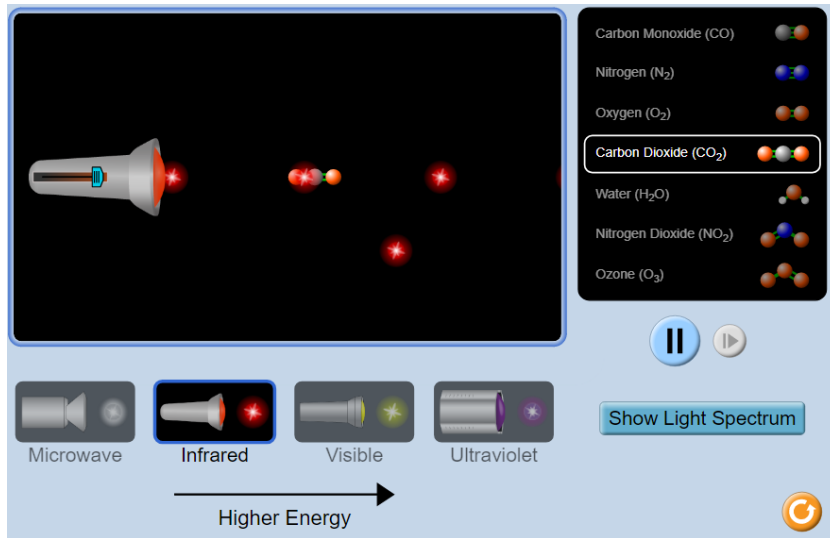 Carbon Monoxide (CO)
Nitrogen (N₂)
Oxygen (O₂)
Carbon Dioxide (CO₂)
Water (H₂O)
Nitrogen Dioxide (NO₂)
Ozone (O₃)
Show Light Spectrum
Microwave
Infrared
Visible
Ultraviolet
Higher Energy